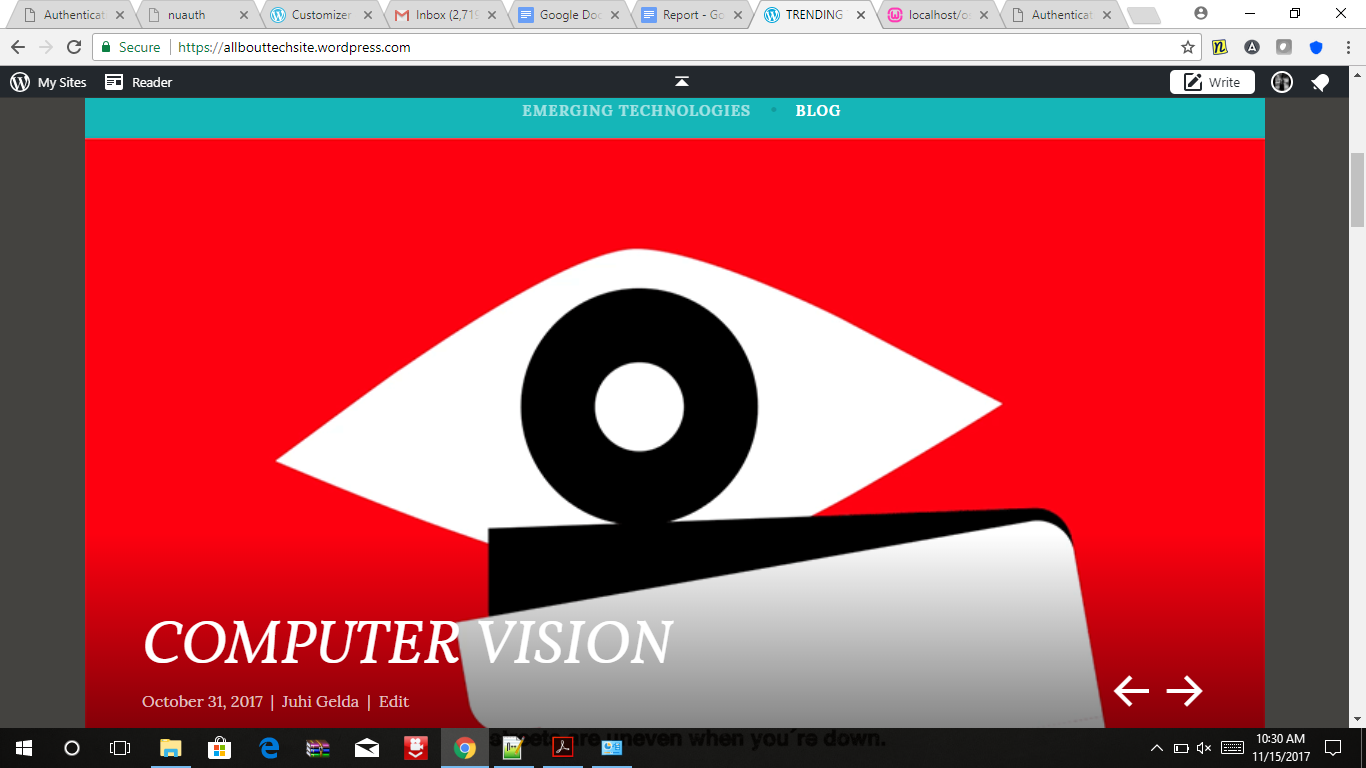 Authenticat
nuauth
Customizer
Inbox (2,719
Google Doc
Report - Go
TRENDING
localhost/o
Authenticat
Secure
https://allbouttechsite.wordpress.com
My Sites
Reader
Write
EMERGING TECHNOLOGIES • BLOG
COMPUTER VISION
October 31, 2017 | Juhi Gelda | Edit
are uneven when you're down.
10:30 AM
11/15/2017